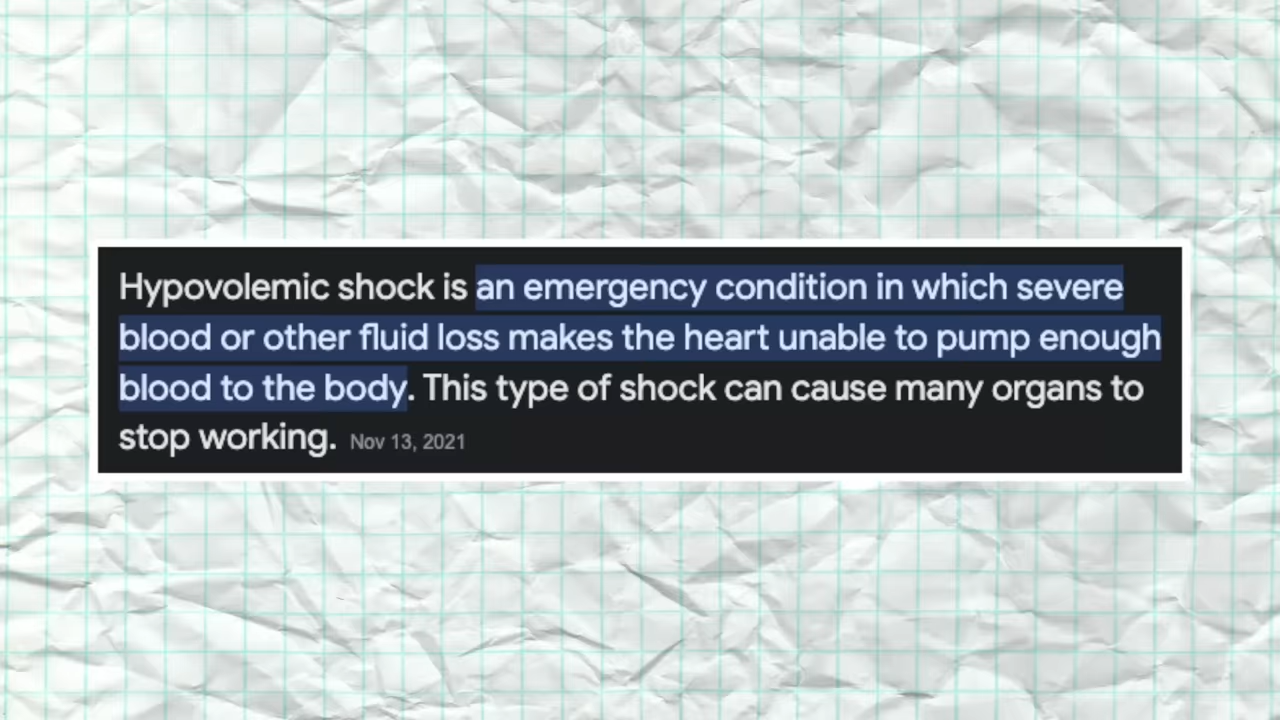 Hypovolemic shock is an emergency condition in which severe
blood or other fluid loss makes the heart unable to pump enough
blood to the body. This type of shock can cause many organs to
stop working. Nov 13, 2021